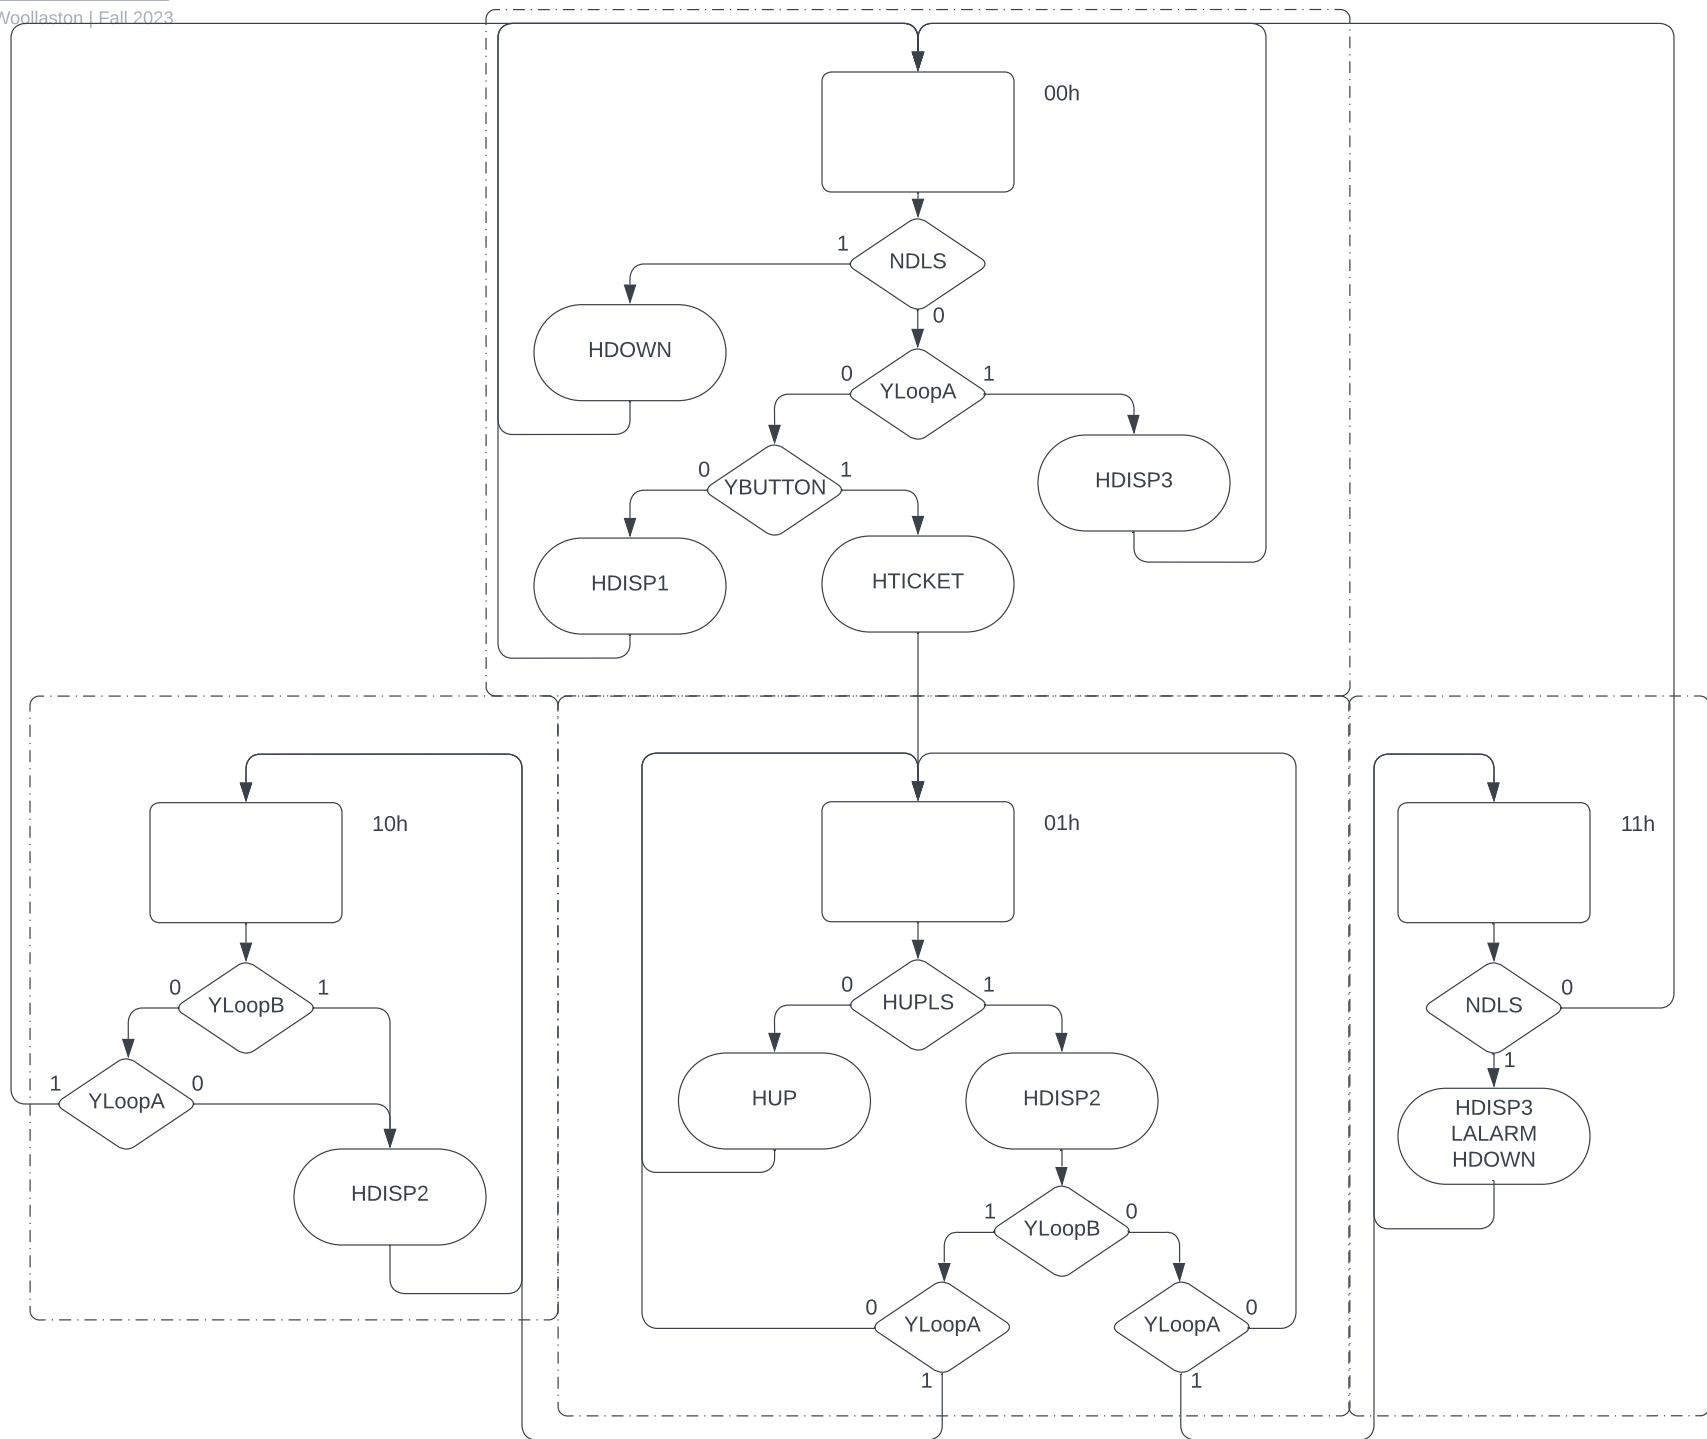 Woollaston | Fall 2023
00h
1
NDLS
0
HDOWN
0
YLoopA
1
0
YBUTTON
1
HDISP3
HDISP1
HTICKET
10h
01h
11h
0
YLoopB
1
0
HUPLS
1
NDLS
0
1
1
YLoopA
0
HUP
HDISP2
HDISP3
LALARM
HDOWN
HDISP2
1
YLoopB
0
0
YLoopA
YLoopA
0
1
1